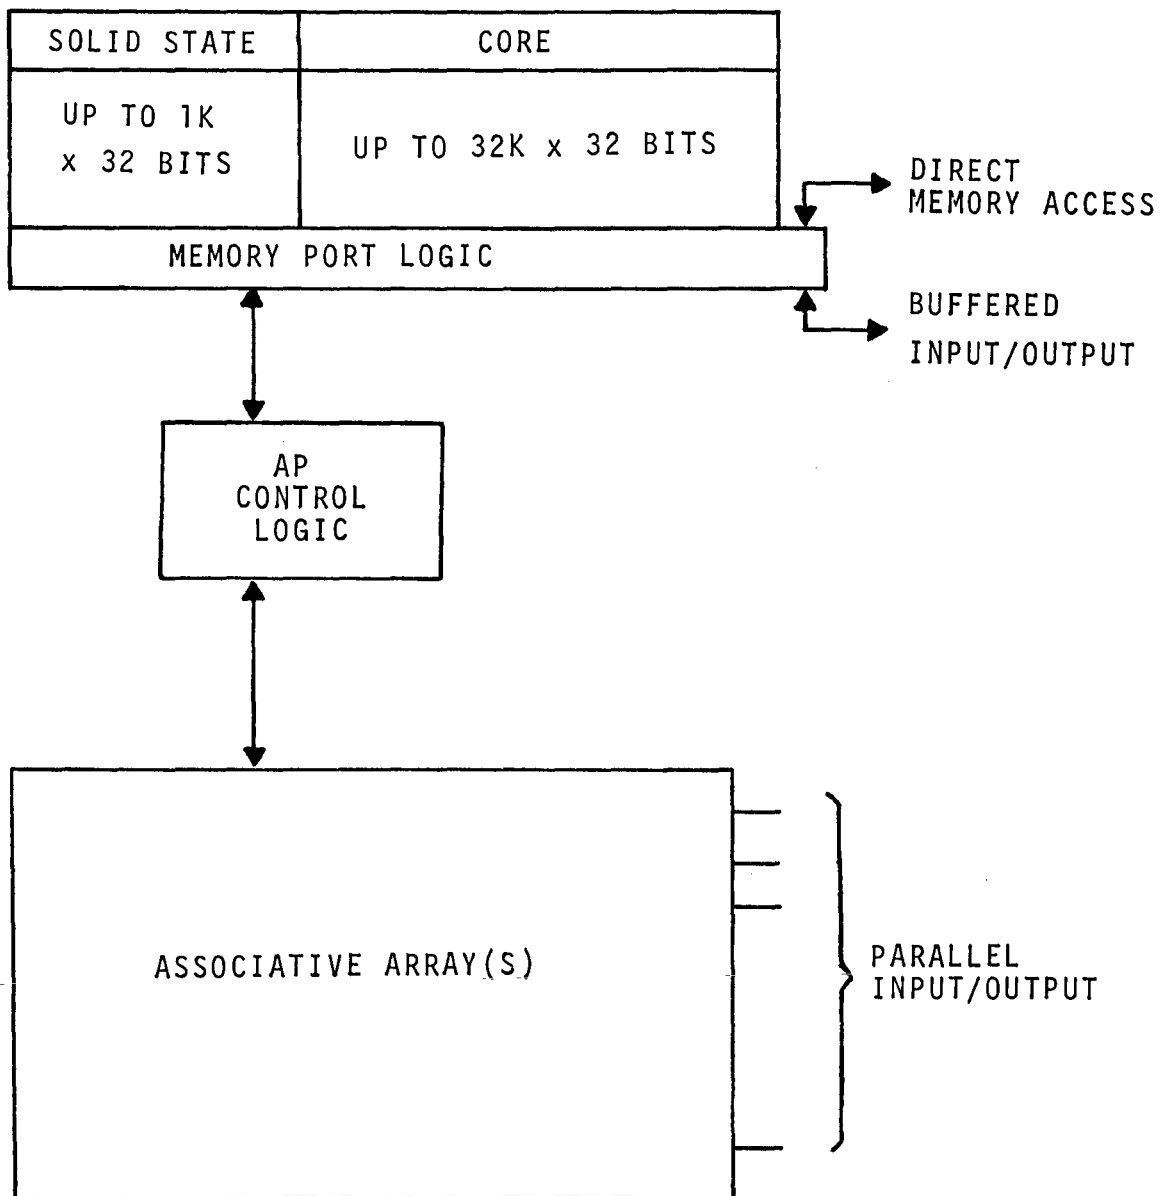 SOLID STATE
CORE
UP TO 1K
x 32 BITS
UP TO 32K x 32 BITS
DIRECT
MEMORY ACCESS
MEMORY PORT LOGIC
BUFFERED
INPUT/OUTPUT
AP
CONTROL
LOGIC
ASSOCIATIVE ARRAY(S)
PARALLEL
INPUT/OUTPUT